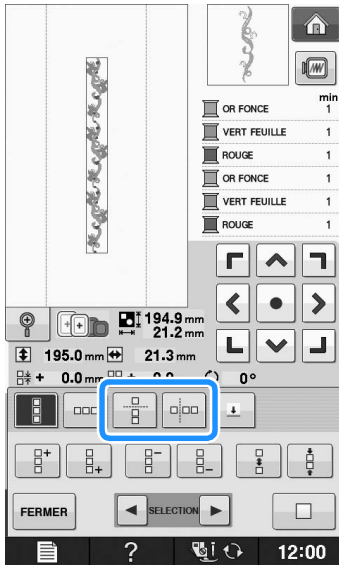 min
OR FONCE 1
VERT FEUILLE 1
ROUGE 1
OR FONCE 1
VERT FEUILLE 1
ROUGE 1
194.9 mm
21.2 mm
195.0 mm 21.3 mm
+ 0.0 mm + 0° 
FERMER SELECTION
? 12:00